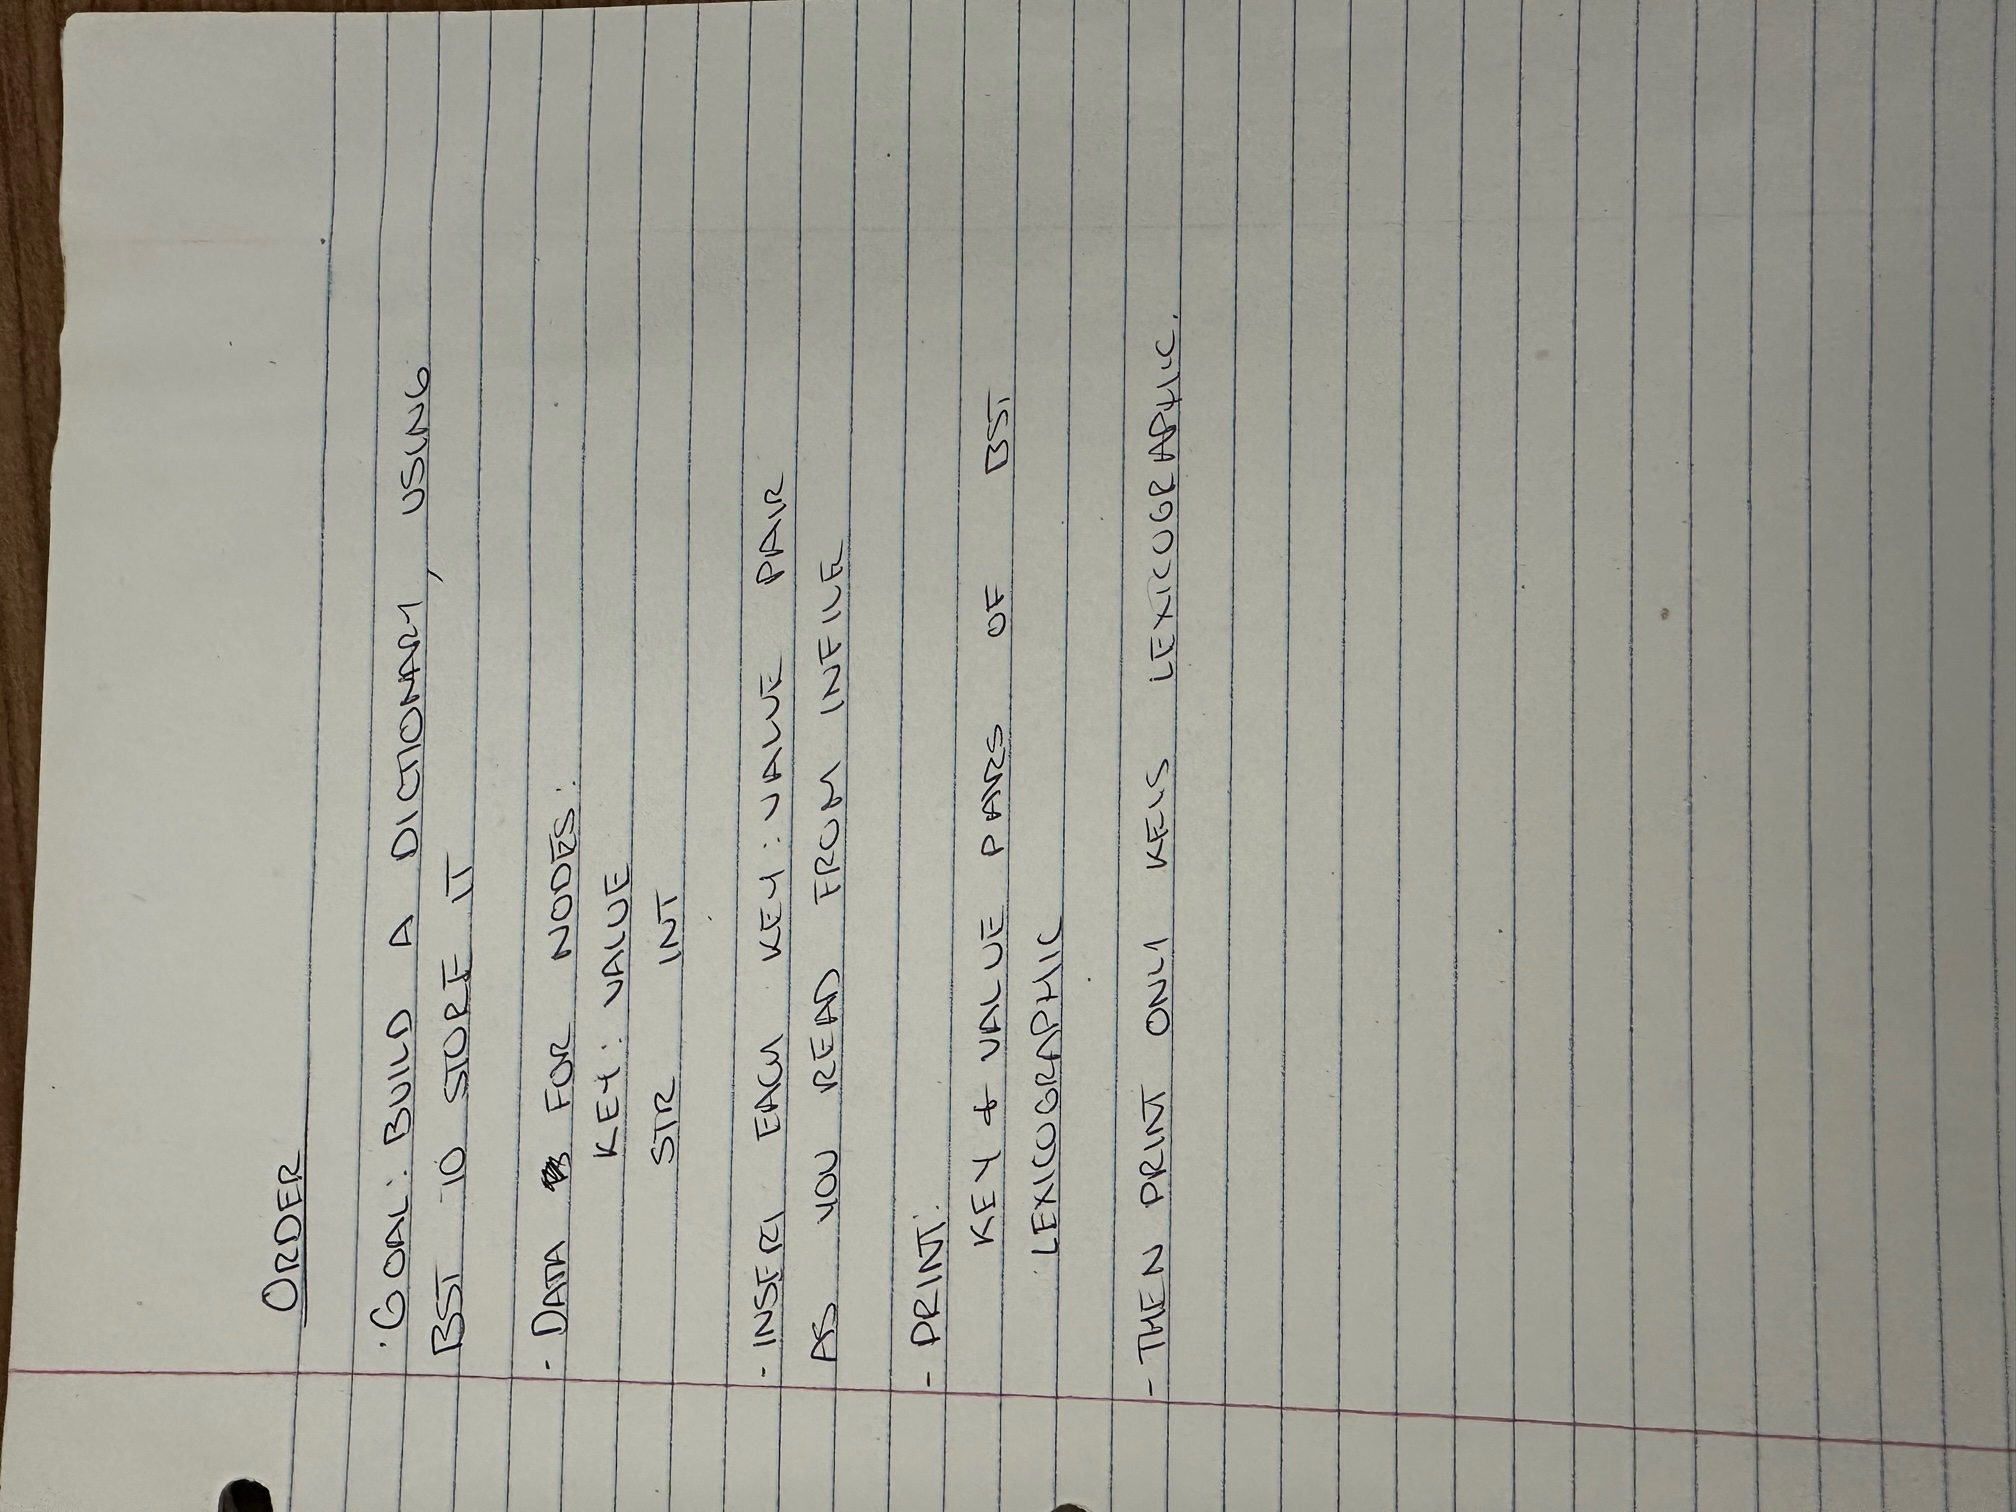 ORDER
·GOAL: BUILD A DICTIONARY, USING
BST TO STORE IT
- DATA FOR NODES:
KEY: VALUE
STR INT
- INSERT EACH KEY:VALUE PAIR
AS YOU READ FROM INFILE
- PRINT:
KEY & VALUE PAIRS OF BST
LEXICOGRAPHIC
- THEN PRINT ONLY KEYS LEXICOGRAPHIC.